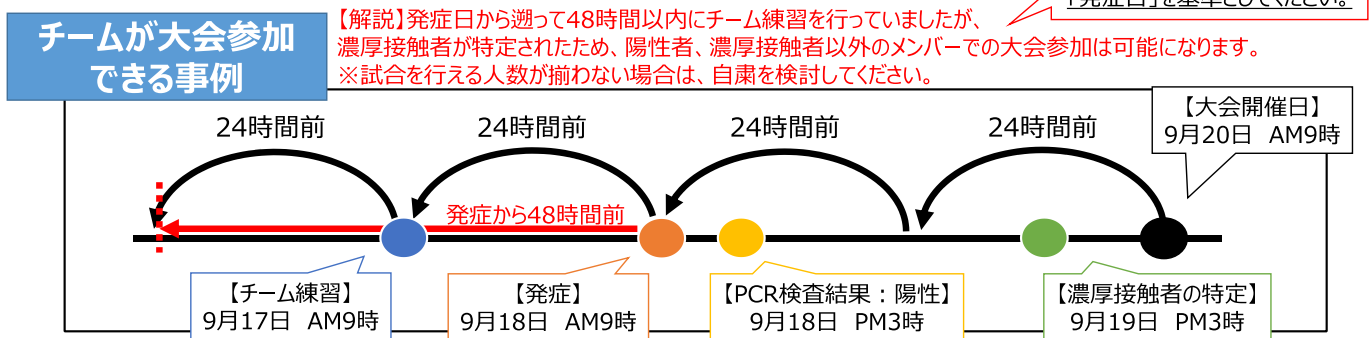 「発症日」を基準としてください。
チームが大会参加
できる事例
【解説】発症日から遡って48時間以内にチーム練習を行っていましたが、
濃厚接触者が特定されたため、陽性者、濃厚接触者以外のメンバーでの大会参加は可能になります。
※試合を行える人数が揃わない場合は、自粛を検討してください。
【大会開催日】
9月20日 AM9時
24時間前
24時間前
24時間前
24時間前
発症から48時間前
【チーム練習】
9月17日 AM9時
【発症】
9月18日 AM9時
【PCR検査結果:陽性】
9月18日 PM3時
【濃厚接触者の特定】
9月19日 PM3時